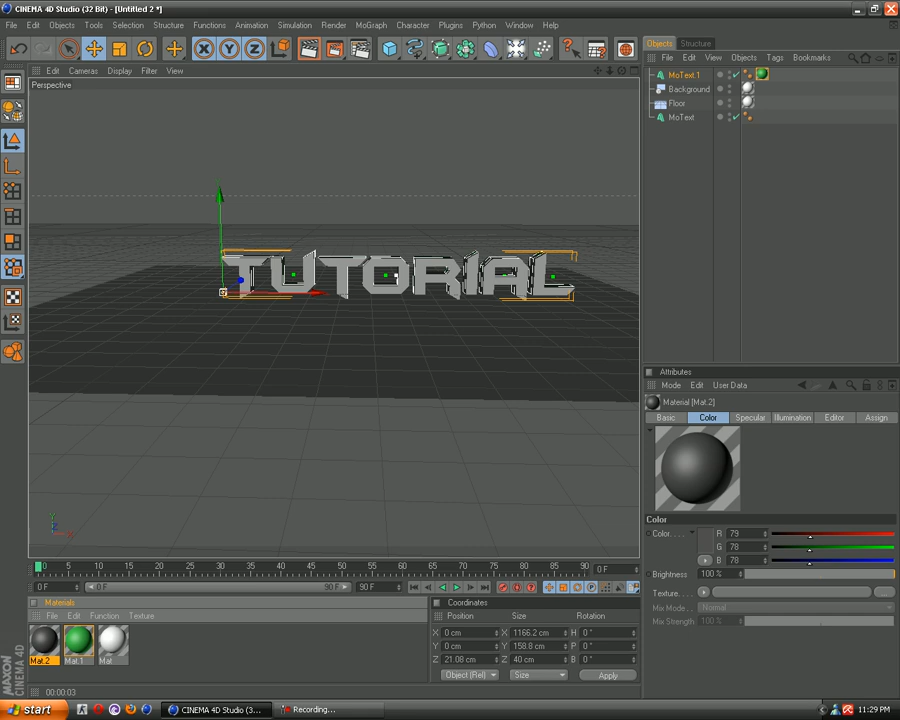 CINEMA 4D Studio (32 Bit) - [Untitled 2 *]
File Edit Objects Tools Selection Structure Functions Animation Simulation Render MoGraph Character Plugins Python Window Help
Edit Cameras Display Filter View
Perspective
TUTORIAL
Objects Structure
File Edit View Objects Tags Bookmarks
MoText.1
Background
Floor
MoText
Attributes
Mode Edit User Data
Material [Mat.2]
Basic Color Specular Illumination Editor Assign
Color
Color. . . . R 79
G 78
B 78
Brightness 100 %
Texture. . . . ...
Mix Mode . . Normal
Mix Strength 100 %
0 5 10 15 20 25 30 35 40 45 50 55 60 65 70 75 80 85 90 0 F
0 F 0 F 90 F 90 F
Materials
File Edit Function Texture
Mat.2 Mat.1 Mat
Coordinates
Position Size Rotation
X 0 cm X 1166.2 cm H 0 °
Y 0 cm Y 158.8 cm P 0 °
Z 21.08 cm Z 40 cm B 0 °
Object (Rel) Size Apply
MAXON
CINEMA 4D
00:00:03
start CINEMA 4D Studio (3... Recording... 11:29 PM